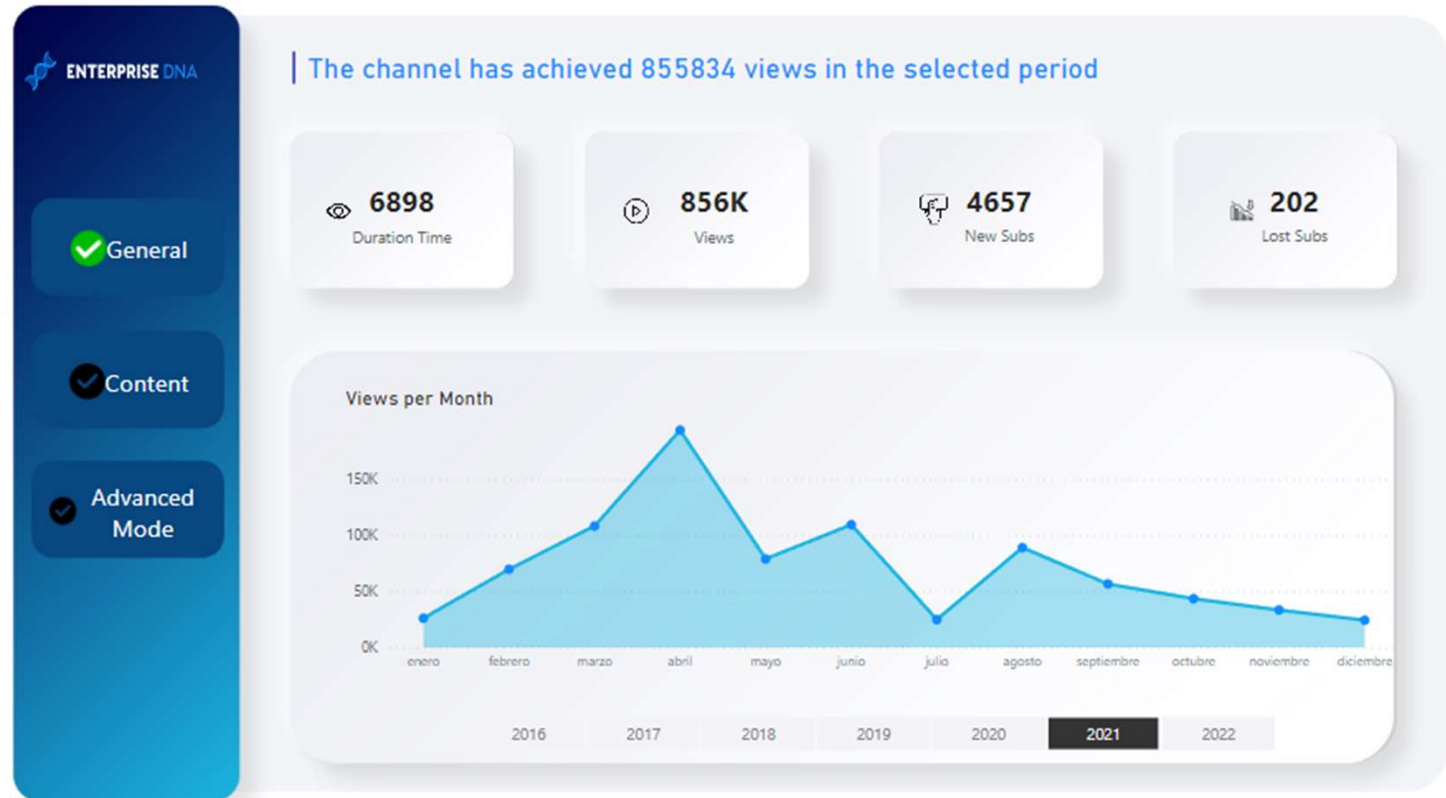 ENTERPRISE DNA
The channel has achieved 855834 views in the selected period
6898
Duration Time
856K
Views
4657
New Subs
202
Lost Subs
General
Content
Advanced
Mode
Views per Month
150K
100K
50K
0K
enero febrero marzo abril mayo junio julio agosto septiembre octubre noviembre diciembre
2016 2017 2018 2019 2020 2021 2022